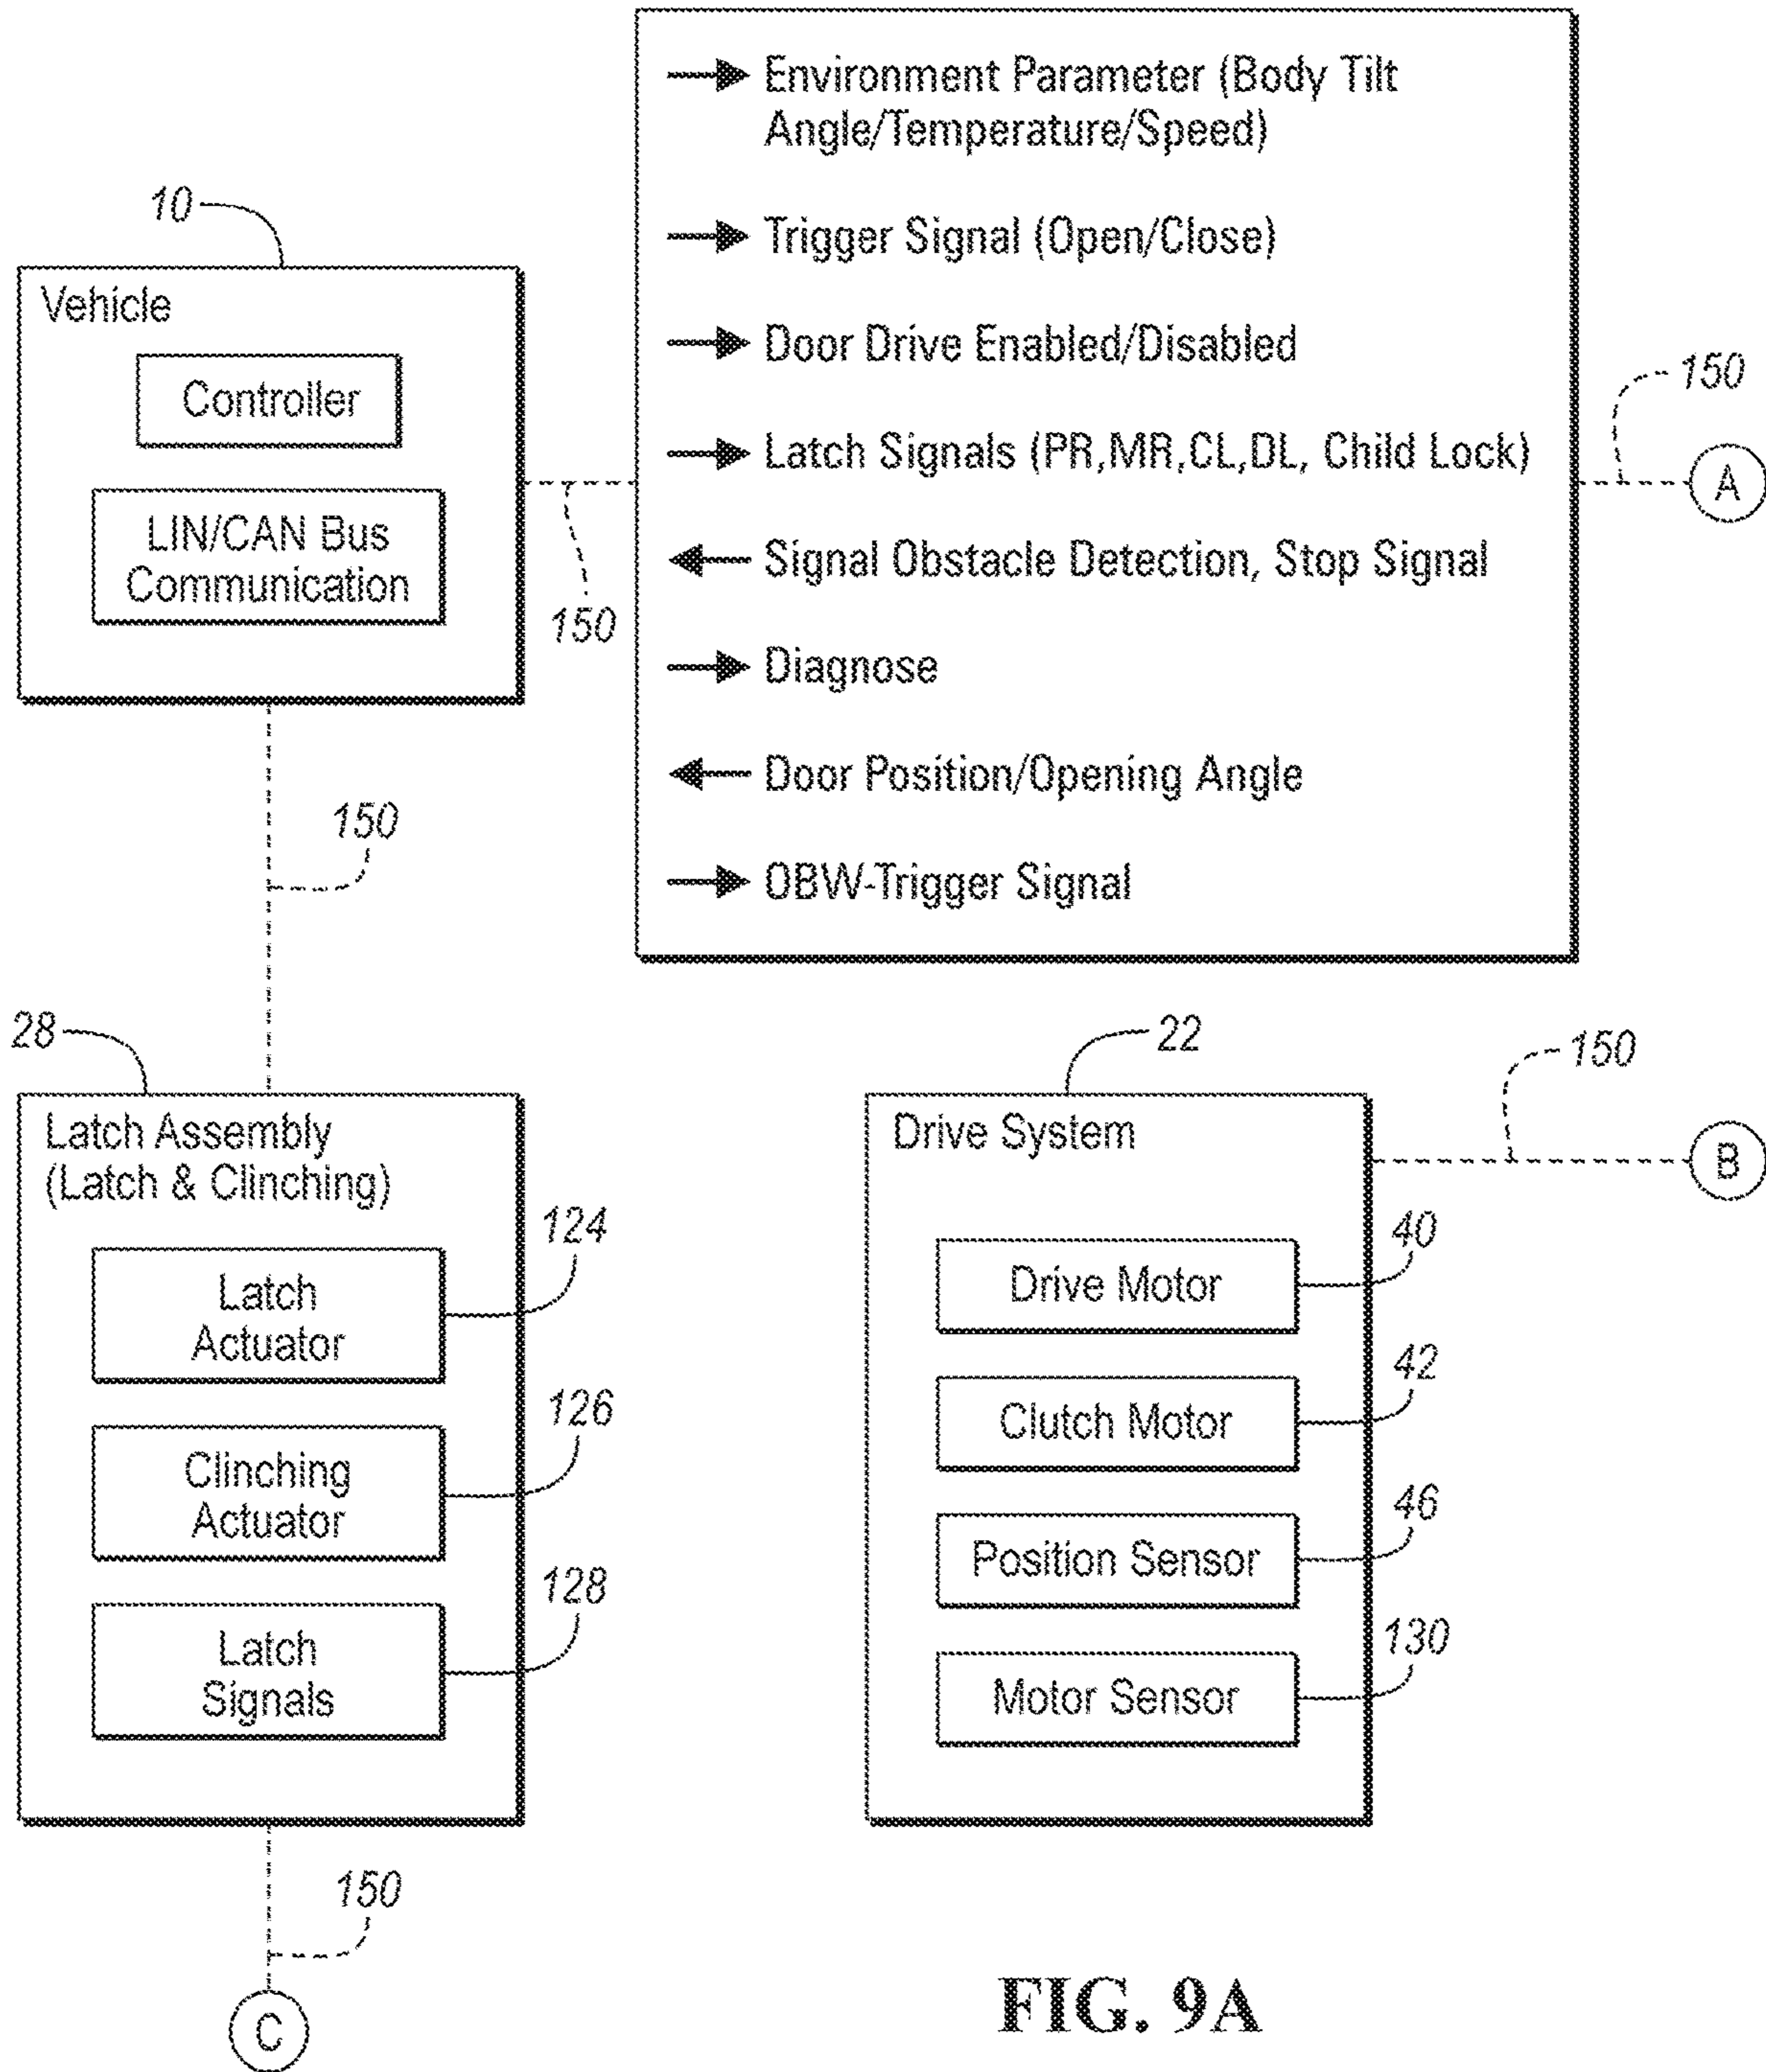 Environment Parameter (Body Tilt
Angle/Temperature/Speed)
Trigger Signal (Open/Close)
Door Drive Enabled/Disabled
Latch Signals (PR,MR,CL,DL, Child Lock)
Signal Obstacle Detection, Stop Signal
Diagnose
Door Position/Opening Angle
OBW-Trigger Signal
10
Vehicle
Controller
LIN/CAN Bus
Communication
150
150
A
150
28
Latch Assembly
(Latch & Clinching)
Latch
Actuator
124
Clinching
Actuator
126
Latch
Signals
128
150
C
22
Drive System
150
B
Drive Motor
40
Clutch Motor
42
Position Sensor
46
Motor Sensor
130
FIG. 9A